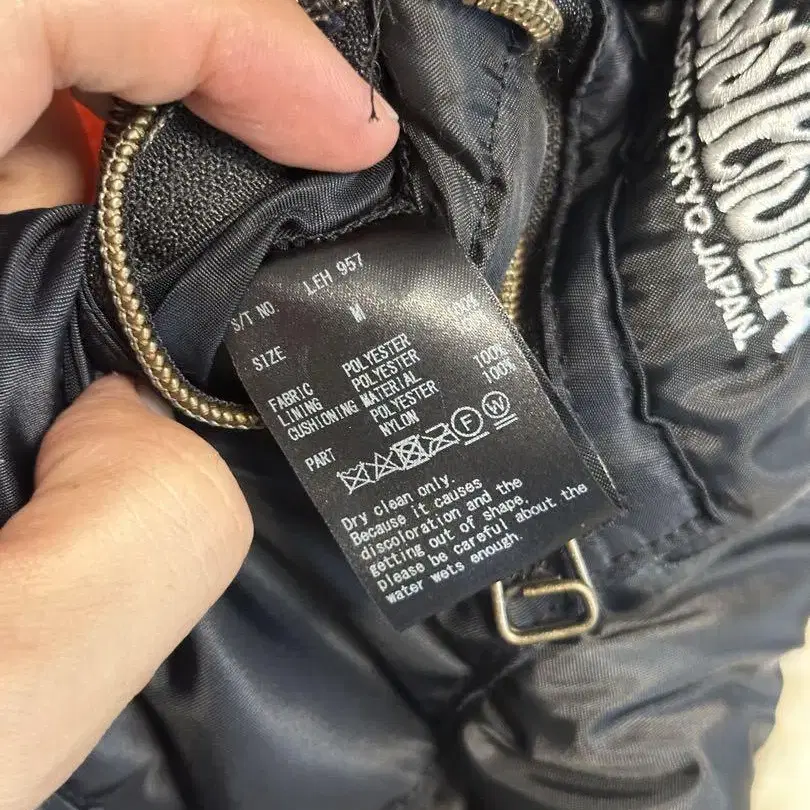 S/T NO. LEH 957
SIZE M
FABRIC POLYESTER 100%
LINING POLYESTER
CUSHIONING MATERIAL
POLYESTER 100%
PART NYLON 100%
F W
Dry clean only.
Because it causes
discoloration and the
getting out of shape,
please be careful about the
water wets enough.
TOKYO JAPAN.